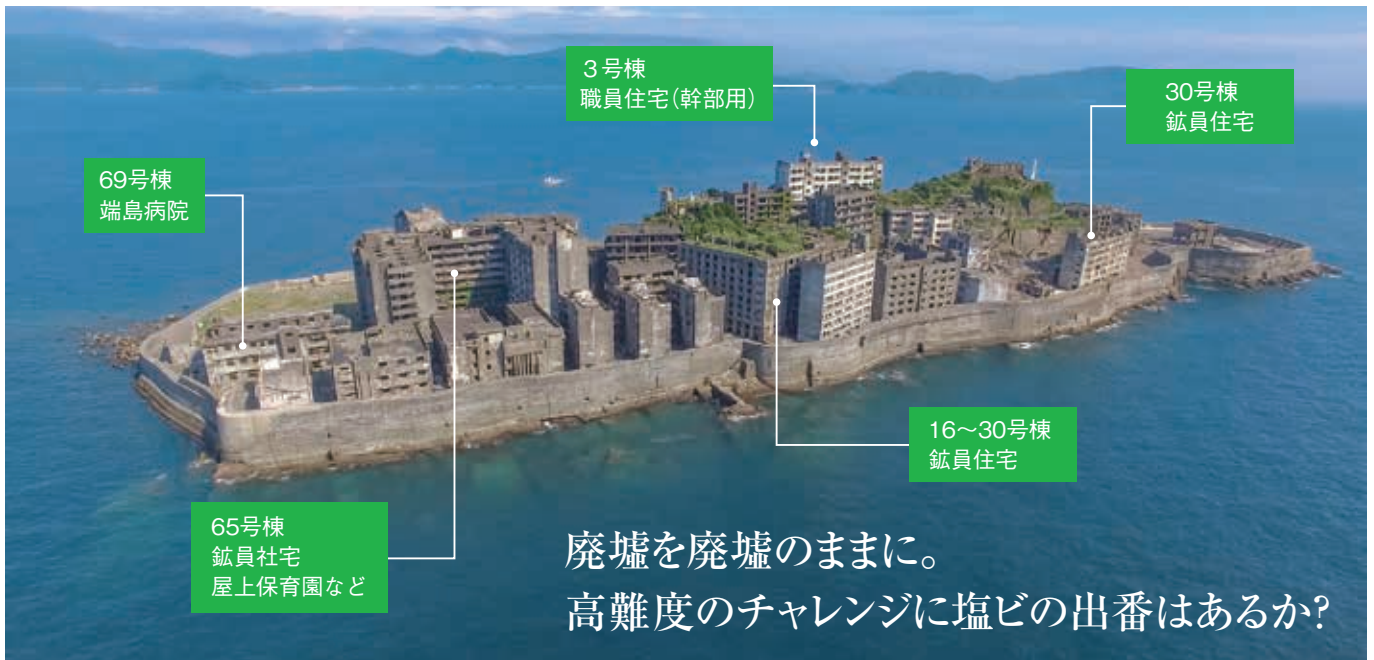 3号棟
職員住宅(幹部用)
30号棟
鉱員住宅
69号棟
端島病院
16〜30号棟
鉱員住宅
65号棟
鉱員社宅
屋上保育園など
廃墟を廃墟のままに。
高難度のチャレンジに塩ビの出番はあるか?